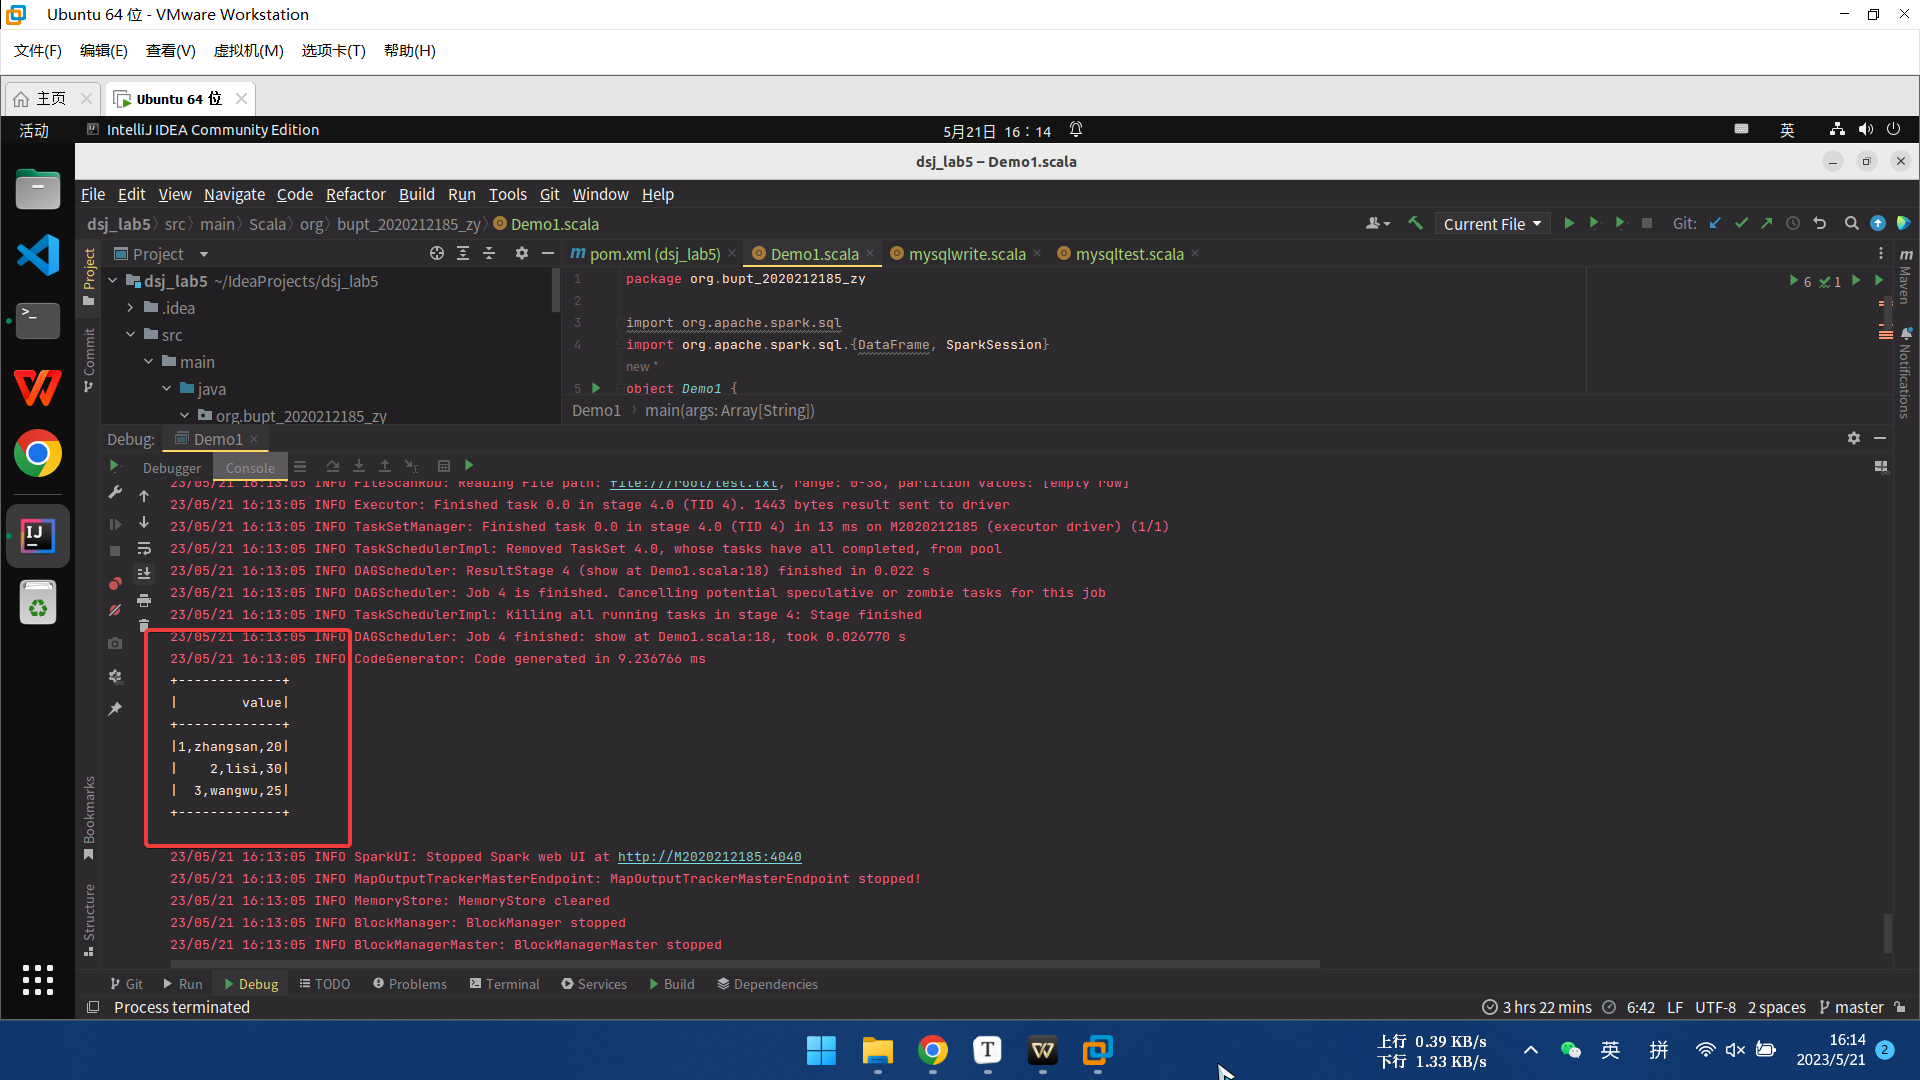 Ubuntu 64 位 - VMware Workstation
文件(F) 编辑(E) 查看(V) 虚拟机(M) 选项卡(T) 帮助(H)
主页 Ubuntu 64 位
活动 IntelliJ IDEA Community Edition 5月21日 16：14 英
dsj_lab5 – Demo1.scala
File Edit View Navigate Code Refactor Build Run Tools Git Window Help
dsj_lab5 src main Scala org bupt_2020212185_zy Demo1.scala Current File Git:
Project pom.xml (dsj_lab5) Demo1.scala mysqlwrite.scala mysqltest.scala
dsj_lab5 ~/IdeaProjects/dsj_lab5
.idea
src
main
java
org.bupt_2020212185_zy
1 package org.bupt_2020212185_zy
2
3 import org.apache.spark.sql
4 import org.apache.spark.sql.{DataFrame, SparkSession}
new *
5 object Demo1 {
6 1
Demo1 main(args: Array[String])
Project
Commit
Bookmarks
Structure
Maven
Notifications
Debug: Demo1
Debugger Console
23/05/21 16:13:05 INFO FileScanRDD: Reading File path: file:///root/test.txt, range: 0-38, partition values: [empty row]
23/05/21 16:13:05 INFO Executor: Finished task 0.0 in stage 4.0 (TID 4). 1443 bytes result sent to driver
23/05/21 16:13:05 INFO TaskSetManager: Finished task 0.0 in stage 4.0 (TID 4) in 13 ms on M2020212185 (executor driver) (1/1)
23/05/21 16:13:05 INFO TaskSchedulerImpl: Removed TaskSet 4.0, whose tasks have all completed, from pool
23/05/21 16:13:05 INFO DAGScheduler: ResultStage 4 (show at Demo1.scala:18) finished in 0.022 s
23/05/21 16:13:05 INFO DAGScheduler: Job 4 is finished. Cancelling potential speculative or zombie tasks for this job
23/05/21 16:13:05 INFO TaskSchedulerImpl: Killing all running tasks in stage 4: Stage finished
23/05/21 16:13:05 INFO DAGScheduler: Job 4 finished: show at Demo1.scala:18, took 0.026770 s
23/05/21 16:13:05 INFO CodeGenerator: Code generated in 9.236766 ms
+-------------+
|        value|
+-------------+
|1,zhangsan,20|
|    2,lisi,30|
|  3,wangwu,25|
+-------------+
23/05/21 16:13:05 INFO SparkUI: Stopped Spark web UI at http://M2020212185:4040
23/05/21 16:13:05 INFO MapOutputTrackerMasterEndpoint: MapOutputTrackerMasterEndpoint stopped!
23/05/21 16:13:05 INFO MemoryStore: MemoryStore cleared
23/05/21 16:13:05 INFO BlockManager: BlockManager stopped
23/05/21 16:13:05 INFO BlockManagerMaster: BlockManagerMaster stopped
Git Run Debug TODO Problems Terminal Services Build Dependencies
Process terminated 3 hrs 22 mins 6:42 LF UTF-8 2 spaces master
上行 0.39 KB/s
下行 1.33 KB/s
英 拼
16:14
2023/5/21
2